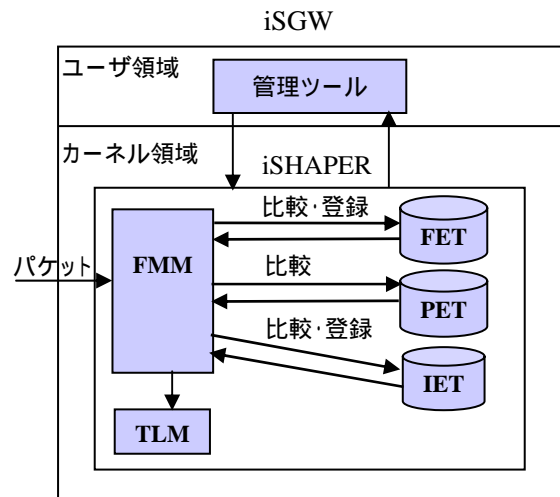 iSGW
ユーザ領域
管理ツール
カーネル領域
iSHAPER
比較･登録
FET
パケット
FMM
比較
PET
比較･登録
IET
TLM